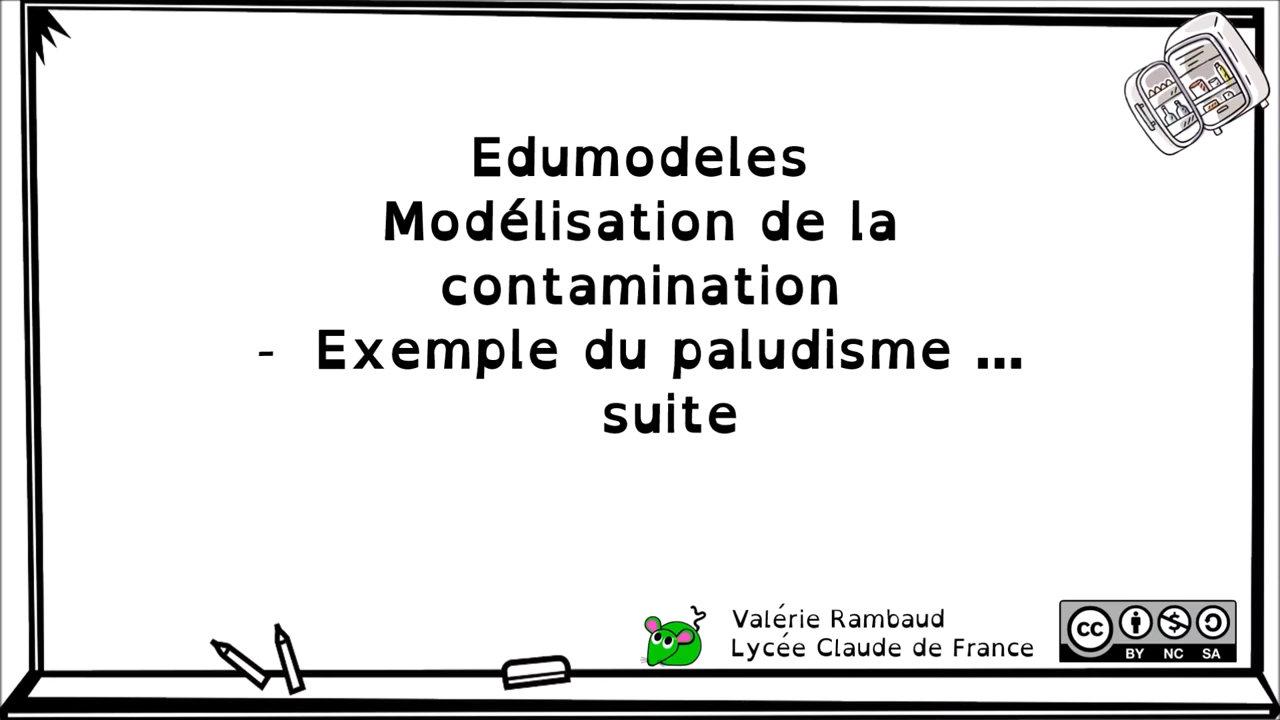 Edumodeles
Modélisation de la
contamination
- Exemple du paludisme ...
suite
Valérie Rambaud
Lycée Claude de France
cc
BY NC SA